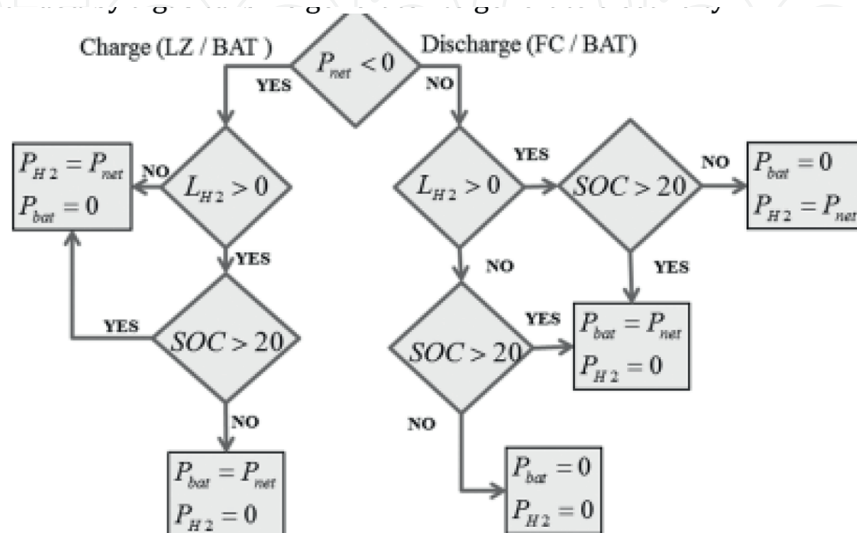 Charge (LZ / BAT )
Discharge (FC / BAT)
P_net < 0
YES
NO
L_H2 > 0
NO
P_H2 = P_net
P_bat = 0
YES
SOC > 20
YES
NO
P_bat = P_net
P_H2 = 0
L_H2 > 0
YES
SOC > 20
NO
P_bat = 0
P_H2 = P_net
YES
NO
SOC > 20
YES
P_bat = P_net
P_H2 = 0
NO
P_bat = 0
P_H2 = 0